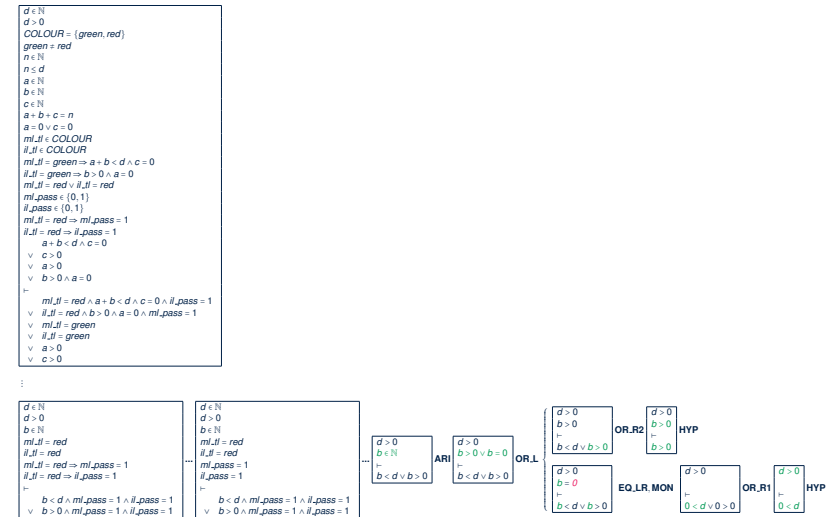 d ∈ ℕ
d > 0
COLOUR = {green, red}
green ≠ red
n ∈ ℕ
n ≤ d
a ∈ ℕ
b ∈ ℕ
c ∈ ℕ
a + b + c = n
a = 0 ∨ c = 0
ml_tl ∈ COLOUR
il_tl ∈ COLOUR
ml_tl = green ⇒ a + b < d ∧ c = 0
il_tl = green ⇒ b > 0 ∧ a = 0
ml_tl = red ∨ il_tl = red
ml_pass ∈ {0, 1}
il_pass ∈ {0, 1}
ml_tl = red ⇒ ml_pass = 1
il_tl = red ⇒ il_pass = 1
a + b < d ∧ c = 0
∨ c > 0
∨ a > 0
∨ b > 0 ∧ a = 0
⊢
ml_tl = red ∧ a + b < d ∧ c = 0 ∧ il_pass = 1
∨ il_tl = red ∧ b > 0 ∧ a = 0 ∧ ml_pass = 1
∨ ml_tl = green
∨ il_tl = green
∨ a > 0
∨ c > 0
⋮
d ∈ ℕ
d > 0
b ∈ ℕ
ml_tl = red
il_tl = red
ml_tl = red ⇒ ml_pass = 1
il_tl = red ⇒ il_pass = 1
⊢
b < d ∧ ml_pass = 1 ∧ il_pass = 1
∨ b > 0 ∧ ml_pass = 1 ∧ il_pass = 1
...
d ∈ ℕ
d > 0
b ∈ ℕ
ml_tl = red
il_tl = red
ml_pass = 1
il_pass = 1
⊢
b < d ∧ ml_pass = 1 ∧ il_pass = 1
∨ b > 0 ∧ ml_pass = 1 ∧ il_pass = 1
...
d > 0
b ∈ ℕ
⊢
b < d ∨ b > 0
ARI
d > 0
b > 0 ∨ b = 0
⊢
b < d ∨ b > 0
OR_L
d > 0
b > 0
⊢
b < d ∨ b > 0
OR_R2
d > 0
b > 0
⊢
b > 0
HYP
d > 0
b = 0
⊢
b < d ∨ b > 0
EQ_LR, MON
d > 0
⊢
0 < d ∨ 0 > 0
OR_R1
d > 0
⊢
0 < d
HYP